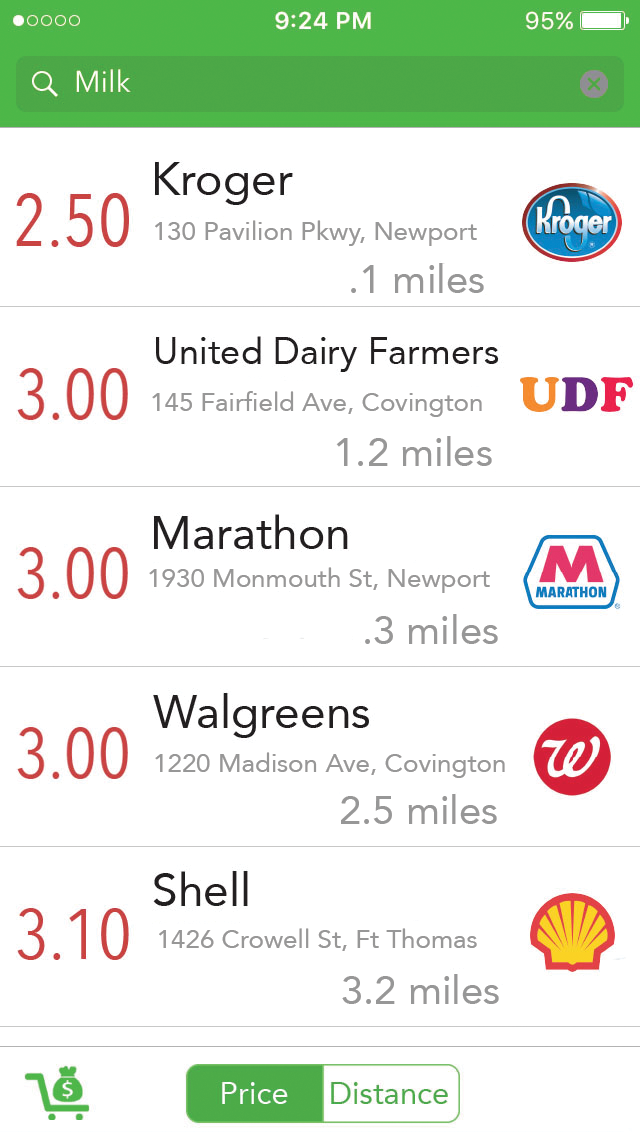 9:24 PM 95%
Milk
Kroger
2.50
130 Pavilion Pkwy, Newport
Kroger
.1 miles
United Dairy Farmers
3.00
145 Fairfield Ave, Covington
UDF
1.2 miles
Marathon
3.00
1930 Monmouth St, Newport
M
MARATHON
.3 miles
Walgreens
3.00
1220 Madison Ave, Covington
W
2.5 miles
Shell
3.10
1426 Crowell St, Ft Thomas
3.2 miles
$
Price Distance